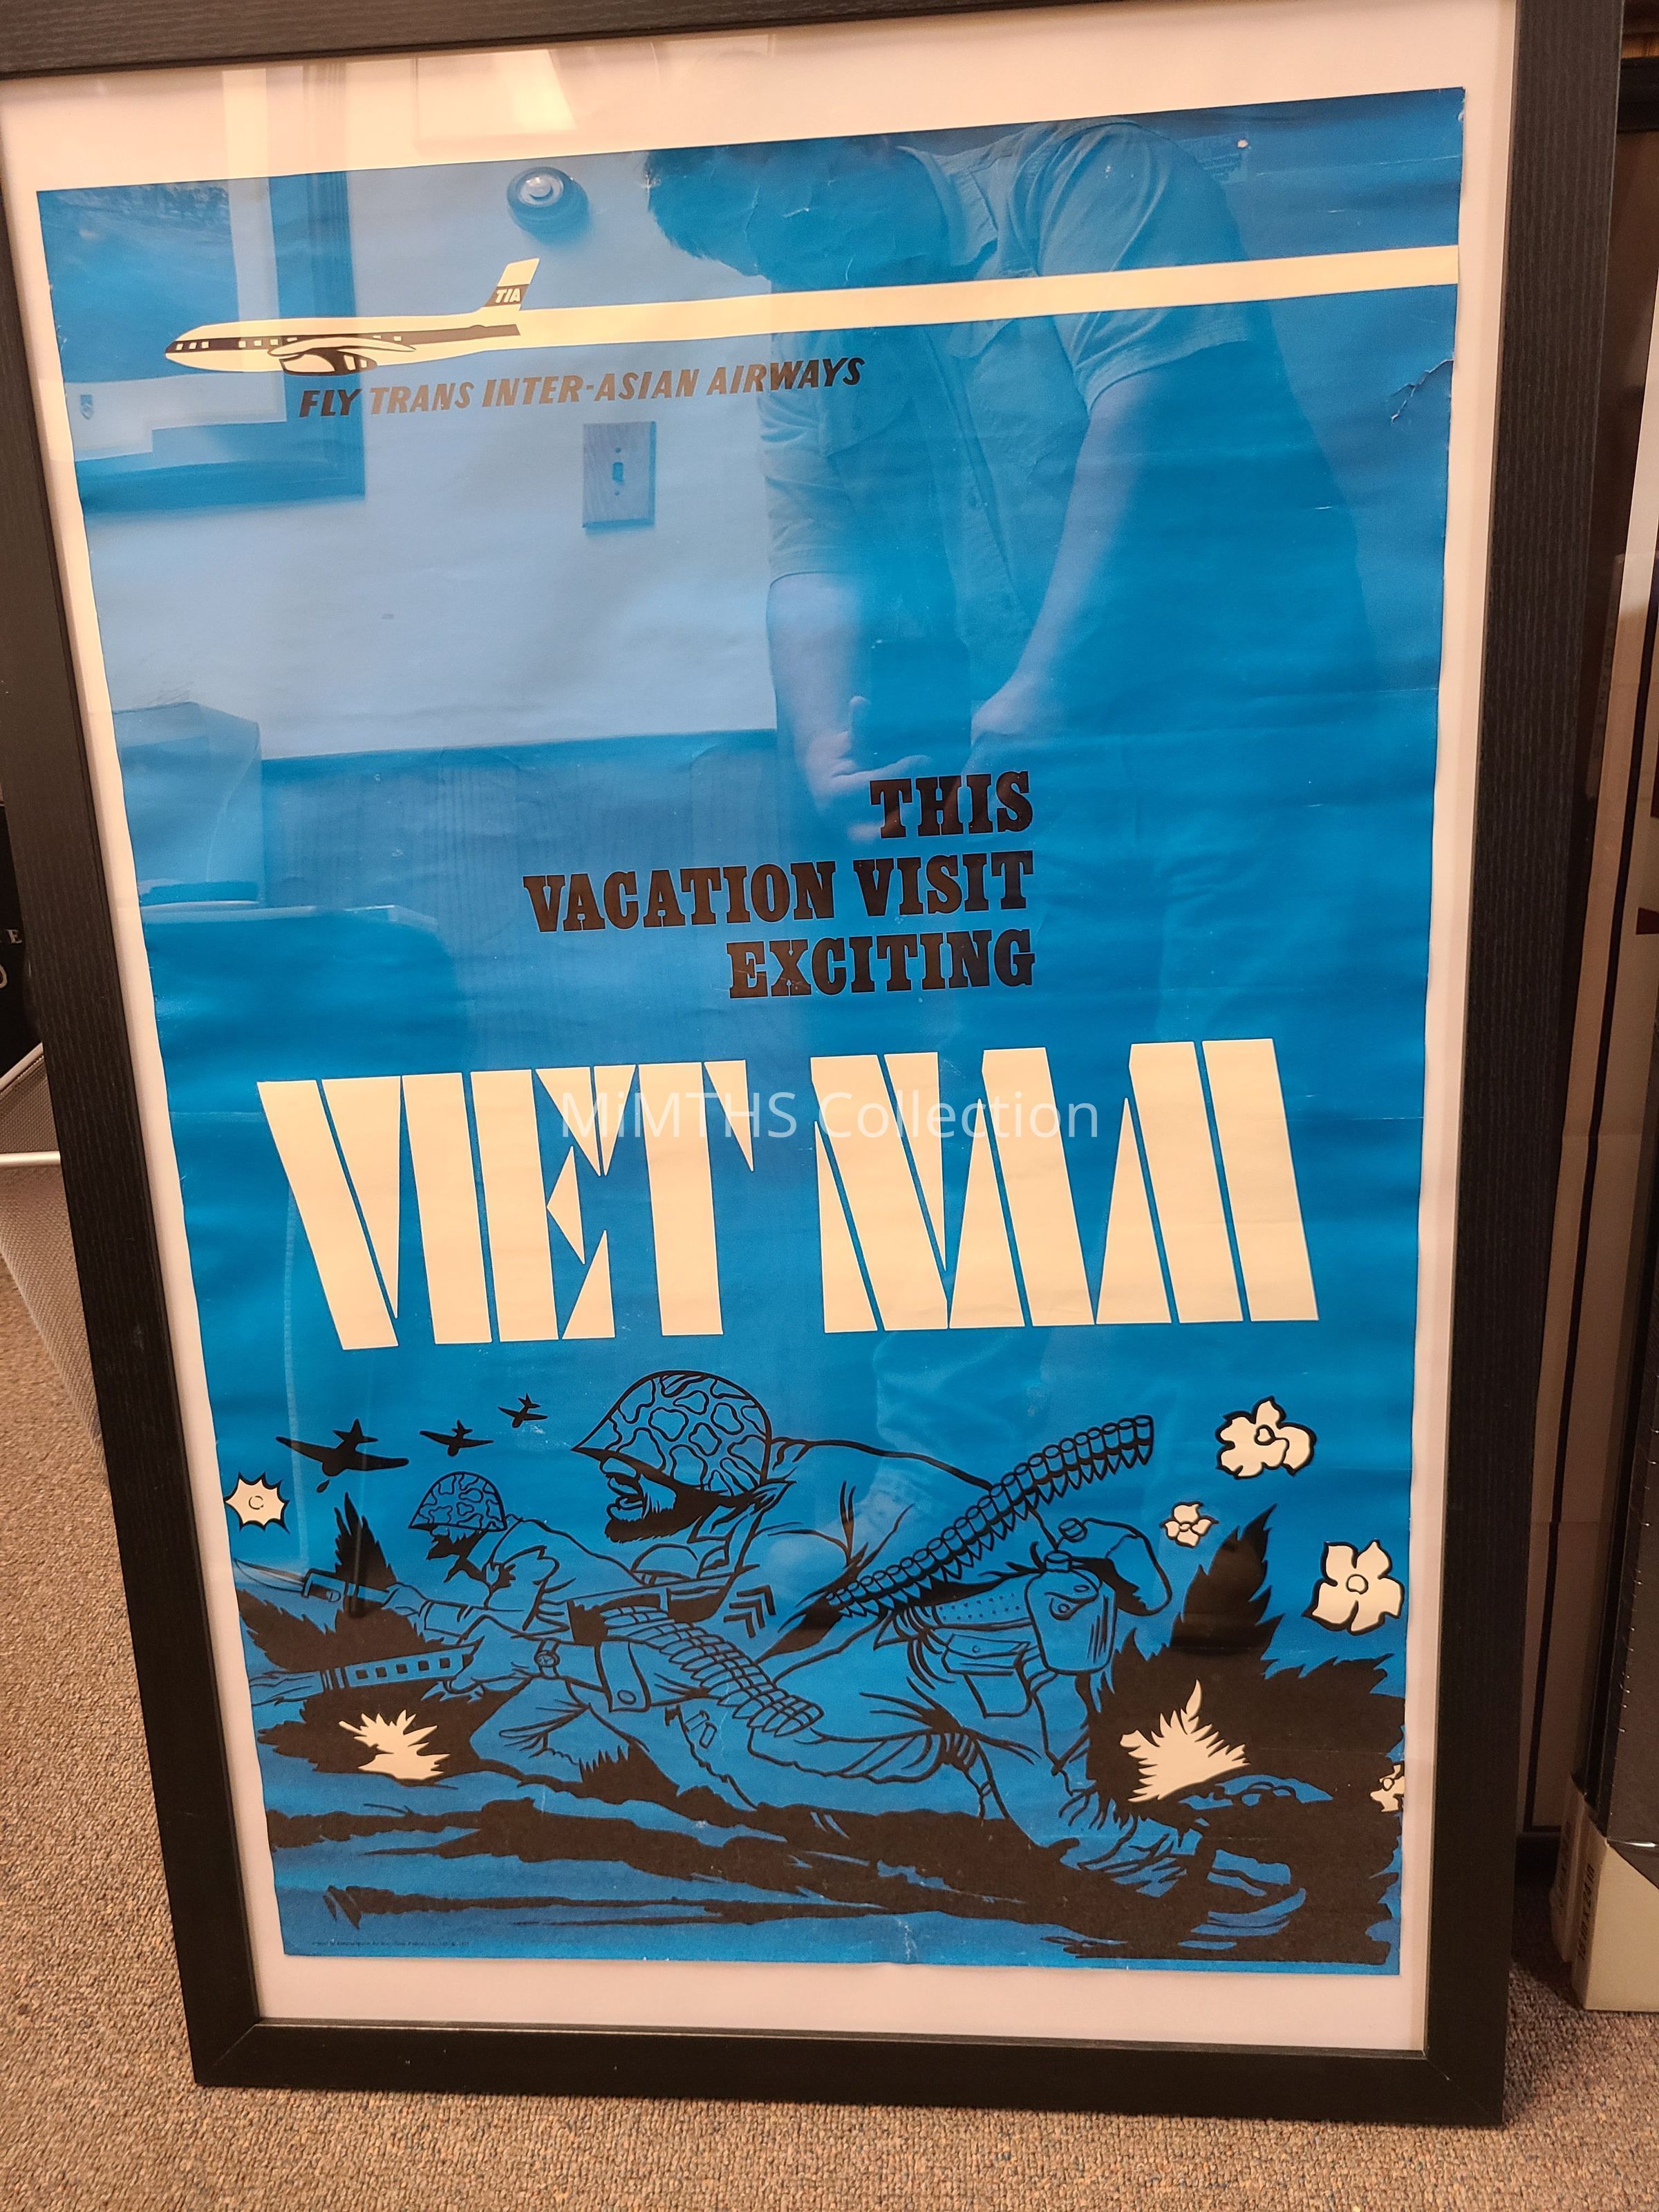 TIA
FLY TRANS INTER-ASIAN AIRWAYS
THIS
VACATION VISIT
EXCITING
VIET NAM
MiMTHS Collection